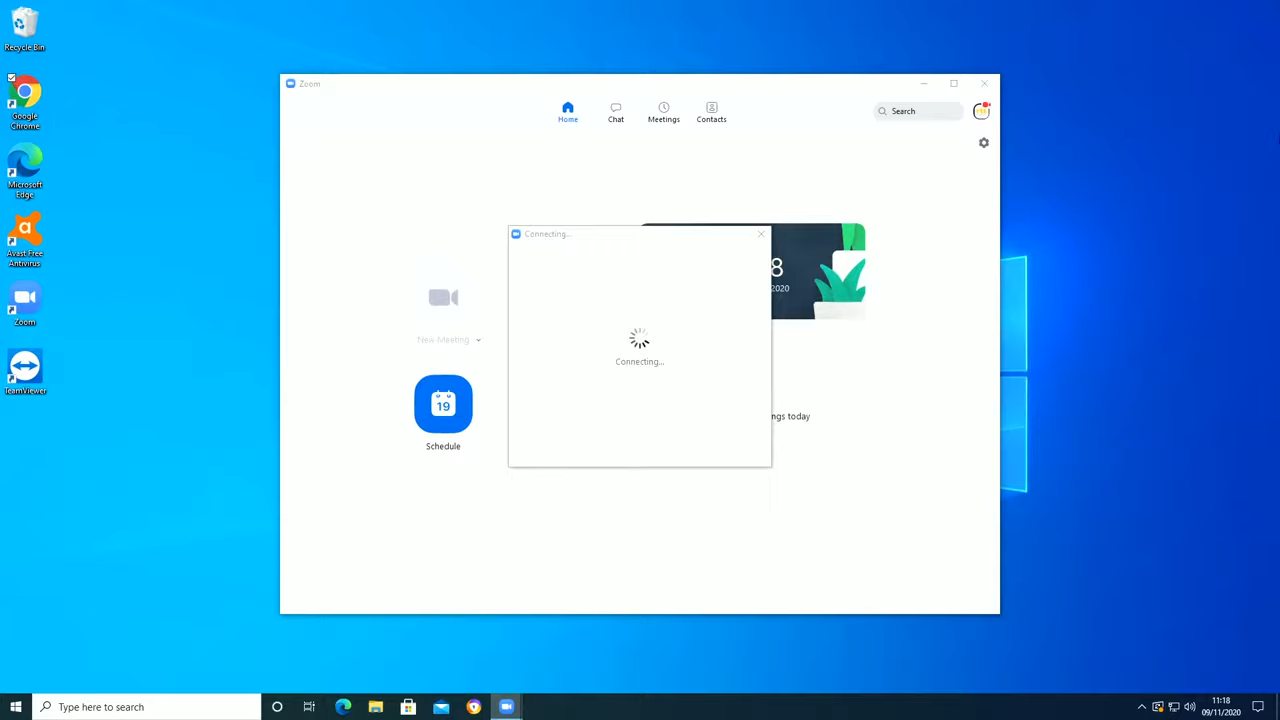 Recycle Bin
Google
Chrome
Microsoft
Edge
Avast Free
Antivirus
Zoom
TeamViewer
Zoom
Home
Chat
Meetings
Contacts
Search
Connecting...
8
2020
New Meeting
19
Schedule
Connecting...
ngs today
Type here to search
11:18
09/11/2020